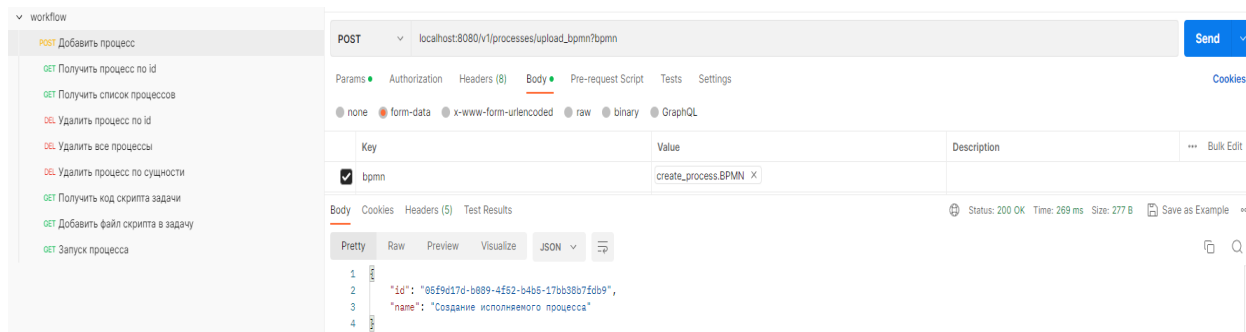 workflow
POST Добавить процесс
GET Получить процесс по id
GET Получить список процессов
DEL Удалить процесс по id
DEL Удалить все процессы
DEL Удалить процесс по сущности
GET Получить код скрипта задачи
GET Добавить файл скрипта в задачу
GET Запуск процесса
POST localhost:8080/v1/processes/upload_bpmn?bpmn Send
Params Authorization Headers (8) Body Pre-request Script Tests Settings Cookies
none form-data x-www-form-urlencoded raw binary GraphQL
Key Value Description Bulk Edit
bpmn create_process.BPMN
Body Cookies Headers (5) Test Results Status: 200 OK Time: 269 ms Size: 277 B Save as Example
Pretty Raw Preview Visualize JSON
1 {
2 "id": "05f9d17d-b089-4f52-b4b5-17bb38b7fdb9",
3 "name": "Создание исполняемого процесса"
4 }